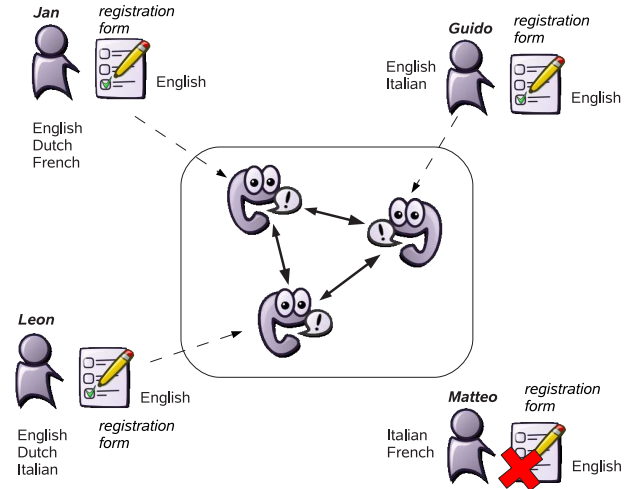 Jan
registration
form
English
English
Dutch
French
Guido
registration
form
English
Italian
English
!
!
!
Leon
English
registration
form
English
Dutch
Italian
Matteo
registration
form
Italian
French
English